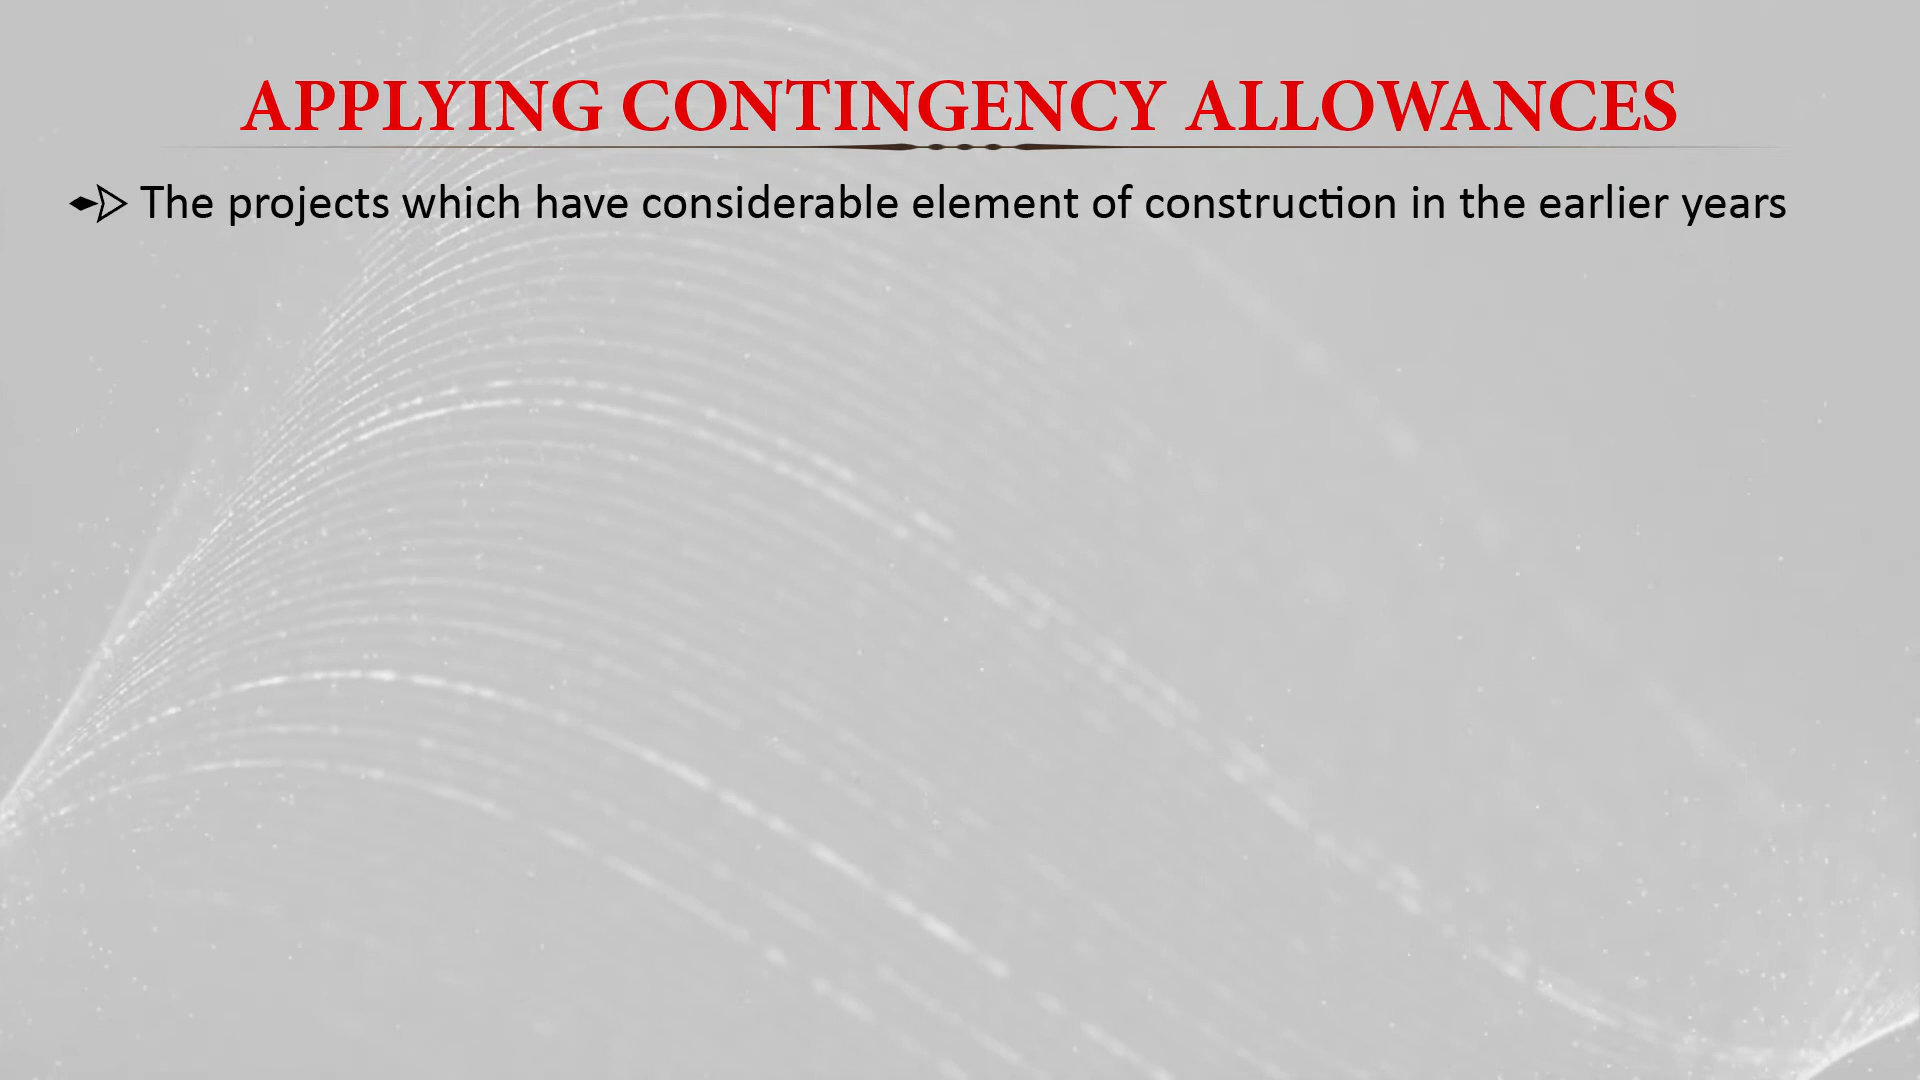 APPLYING CONTINGENCY ALLOWANCES
The projects which have considerable element of construction in the earlier years